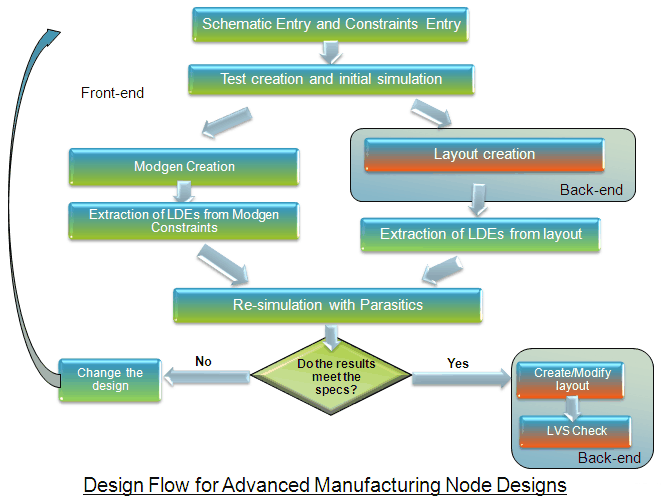 Schematic Entry and Constraints Entry
Test creation and initial simulation
Front-end
Layout creation
Back-end
Modgen Creation
Extraction of LDEs from Modgen
Constraints
Extraction of LDEs from layout
Re-simulation with Parasitics
Do the results
meet the
specs?
No
Yes
Change the
design
Create/Modify
layout
LVS Check
Back-end
Design Flow for Advanced Manufacturing Node Designs